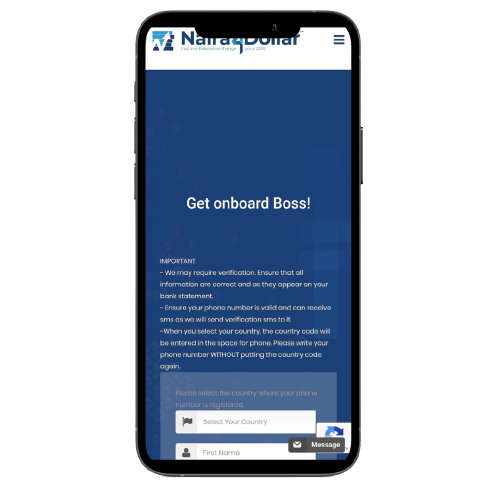 Naira4Dollar
Fast and Reliable exchange
since 2006
Get onboard Boss!
IMPORTANT
- We may require verification. Ensure that all
information are correct and as they appear on your
bank statement.
- Ensure your phone number is valid and can receive
sms as we will send verification sms to it.
-When you select your country, the country code will
be entered in the space for phone. Please write your
phone number WITHOUT putting the country code
again.
Please select the country where your phone
number is registered.
Select Your Country
Message
First Name